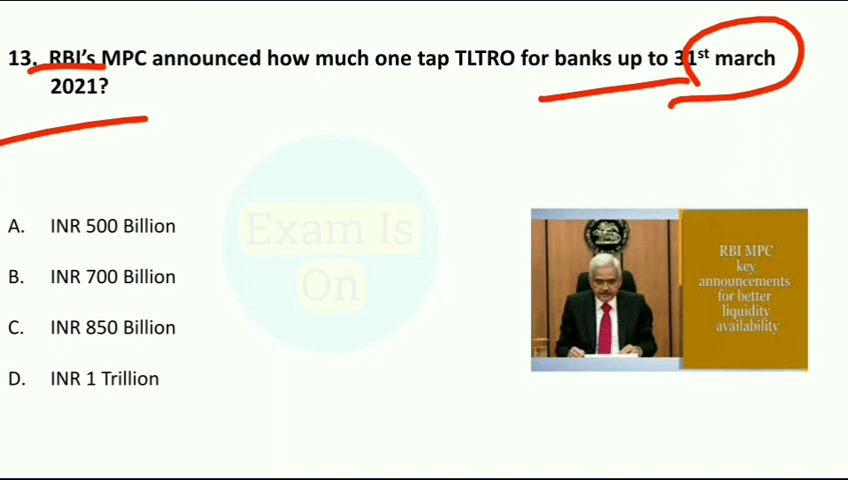 13. RBI's MPC announced how much one tap TLTRO for banks up to 31st march
2021?
A. INR 500 Billion
B. INR 700 Billion
C. INR 850 Billion
D. INR 1 Trillion
Exam Is
On
RBI MPC
key
announcements
for better
liquidity
availability